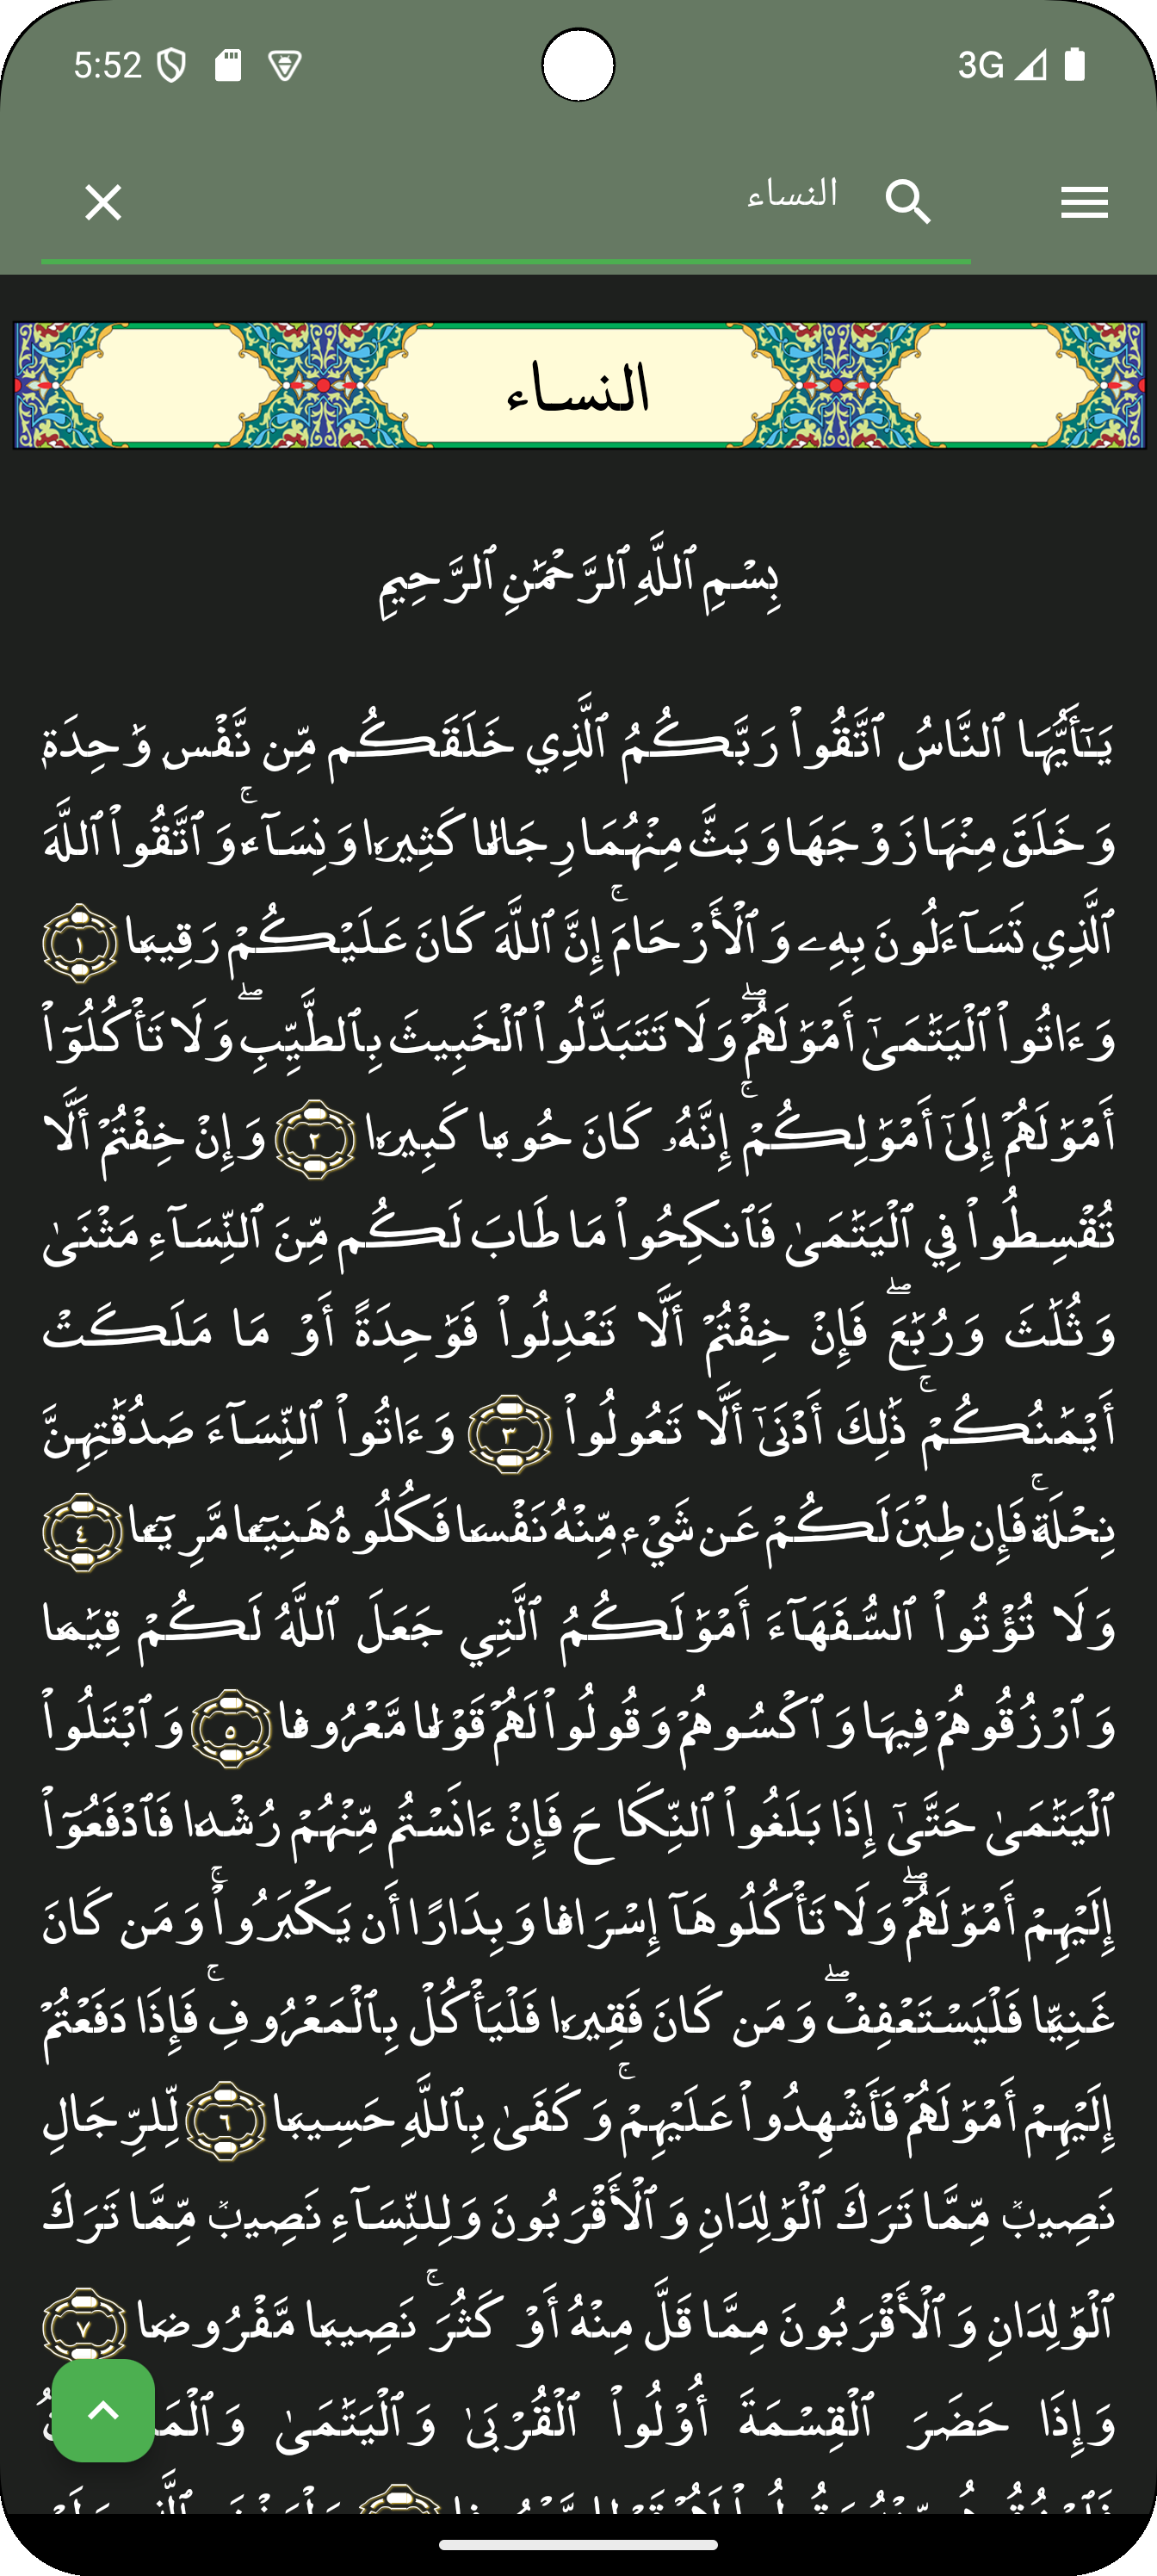 5:52 3G
النساء
النساء
بِسْمِ ٱللَّهِ ٱلرَّحْمَٰنِ ٱلرَّحِيمِ
يَـٰٓأَيُّهَا ٱلنَّاسُ ٱتَّقُوا۟ رَبَّكُمُ ٱلَّذِي خَلَقَكُم مِّن نَّفْسٍ وَٰحِدَةٍ
وَخَلَقَ مِنْهَا زَوْجَهَا وَبَثَّ مِنْهُمَا رِجَالًا كَثِيرًا وَنِسَآءً ۚ وَٱتَّقُوا۟ ٱللَّهَ
ٱلَّذِي تَسَآءَلُونَ بِهِۦ وَٱلْأَرْحَامَ ۚ إِنَّ ٱللَّهَ كَانَ عَلَيْكُمْ رَقِيبًا ١
وَءَاتُوا۟ ٱلْيَتَٰمَىٰٓ أَمْوَٰلَهُمْ ۖ وَلَا تَتَبَدَّلُوا۟ ٱلْخَبِيثَ بِٱلطَّيِّبِ ۖ وَلَا تَأْكُلُوٓا۟
أَمْوَٰلَهُمْ إِلَىٰٓ أَمْوَٰلِكُمْ ۚ إِنَّهُۥ كَانَ حُوبًا كَبِيرًا ٢ وَإِنْ خِفْتُمْ أَلَّا
تُقْسِطُوا۟ فِي ٱلْيَتَٰمَىٰ فَٱنكِحُوا۟ مَا طَابَ لَكُم مِّنَ ٱلنِّسَآءِ مَثْنَىٰ
وَثُلَٰثَ وَرُبَٰعَ ۖ فَإِنْ خِفْتُمْ أَلَّا تَعْدِلُوا۟ فَوَٰحِدَةً أَوْ مَا مَلَكَتْ
أَيْمَٰنُكُمْ ۚ ذَٰلِكَ أَدْنَىٰٓ أَلَّا تَعُولُوا۟ ٣ وَءَاتُوا۟ ٱلنِّسَآءَ صَدُقَٰتِهِنَّ
نِحْلَةً ۚ فَإِن طِبْنَ لَكُمْ عَن شَيْءٍ مِّنْهُ نَفْسًا فَكُلُوهُ هَنِيٓـًٔا مَّرِيٓـًٔا ٤
وَلَا تُؤْتُوا۟ ٱلسُّفَهَآءَ أَمْوَٰلَكُمُ ٱلَّتِي جَعَلَ ٱللَّهُ لَكُمْ قِيَٰمًا
وَٱرْزُقُوهُمْ فِيهَا وَٱكْسُوهُمْ وَقُولُوا۟ لَهُمْ قَوْلًا مَّعْرُوفًا ٥ وَٱبْتَلُوا۟
ٱلْيَتَٰمَىٰ حَتَّىٰٓ إِذَا بَلَغُوا۟ ٱلنِّكَاحَ فَإِنْ ءَانَسْتُم مِّنْهُمْ رُشْدًا فَٱدْفَعُوٓا۟
إِلَيْهِمْ أَمْوَٰلَهُمْ ۖ وَلَا تَأْكُلُوهَآ إِسْرَافًا وَبِدَارًا أَن يَكْبَرُوا۟ ۚ وَمَن كَانَ
غَنِيًّا فَلْيَسْتَعْفِفْ ۖ وَمَن كَانَ فَقِيرًا فَلْيَأْكُلْ بِٱلْمَعْرُوفِ ۚ فَإِذَا دَفَعْتُمْ
إِلَيْهِمْ أَمْوَٰلَهُمْ فَأَشْهِدُوا۟ عَلَيْهِمْ ۚ وَكَفَىٰ بِٱللَّهِ حَسِيبًا ٦ لِّلرِّجَالِ
نَصِيبٌ مِّمَّا تَرَكَ ٱلْوَٰلِدَانِ وَٱلْأَقْرَبُونَ وَلِلنِّسَآءِ نَصِيبٌ مِّمَّا تَرَكَ
ٱلْوَٰلِدَانِ وَٱلْأَقْرَبُونَ مِمَّا قَلَّ مِنْهُ أَوْ كَثُرَ ۚ نَصِيبًا مَّفْرُوضًا ٧
وَإِذَا حَضَرَ ٱلْقِسْمَةَ أُو۟لُوا۟ ٱلْقُرْبَىٰ وَٱلْيَتَٰمَىٰ